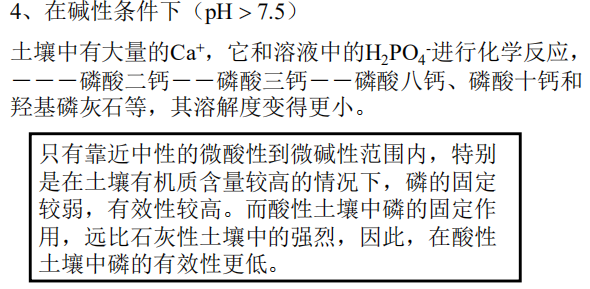 4、在碱性条件下（pH > 7.5）
土壤中有大量的Ca⁺，它和溶液中的H₂PO₄⁻进行化学反应，
－－－磷酸二钙－－磷酸三钙－－磷酸八钙、磷酸十钙和
羟基磷灰石等，其溶解度变得更小。
只有靠近中性的微酸性到微碱性范围内，特别
是在土壤有机质含量较高的情况下，磷的固定
较弱，有效性较高。而酸性土壤中磷的固定作
用，远比石灰性土壤中的强烈，因此，在酸性
土壤中磷的有效性更低。